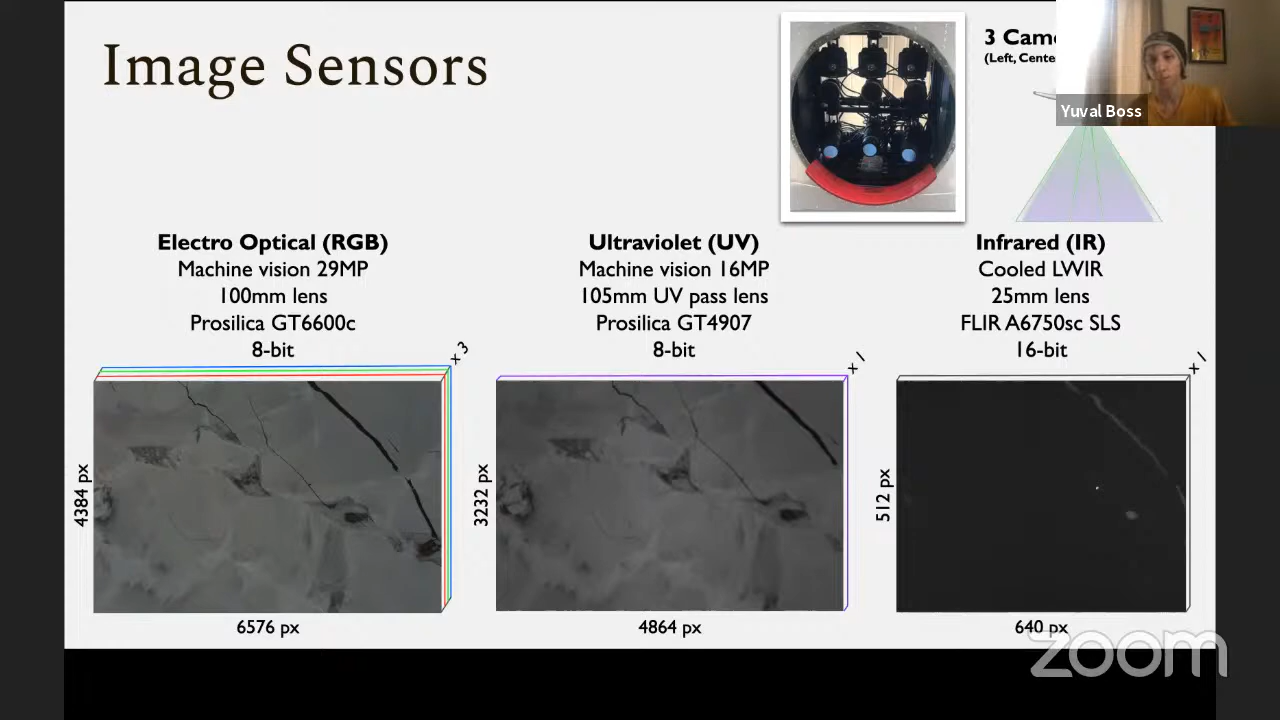 Image Sensors
3 Came
(Left, Cente
Yuval Boss
Electro Optical (RGB)
Machine vision 29MP
100mm lens
Prosilica GT6600c
8-bit
x 3
4384 px
6576 px
Ultraviolet (UV)
Machine vision 16MP
105mm UV pass lens
Prosilica GT4907
8-bit
x 1
3232 px
4864 px
Infrared (IR)
Cooled LWIR
25mm lens
FLIR A6750sc SLS
16-bit
x 1
512 px
640 px
zoom